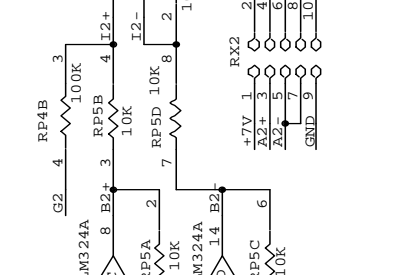 I2+
I2-
2
1
3
4
8
100K
10K
RP4B
RP5B
10K
RP5D
4
3
7
G2
B2+
B2-
2
6
8
14
LM324A
LM324A
RP5A
10K
RP5C
10K
RX2
2
4
6
8
10
1
3
5
7
9
+7V
A2+
A2-
GND